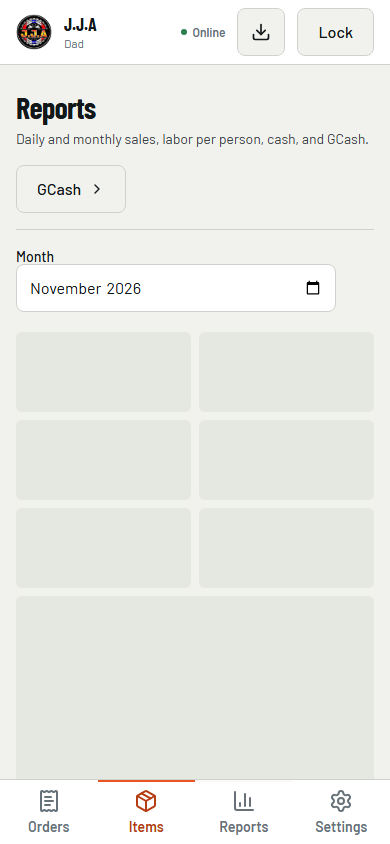 J.J.A
J.J.A
Dad
Online
Lock
Reports
Daily and monthly sales, labor per person, cash, and GCash.
GCash
Month
November 2026
Orders
Items
Reports
Settings